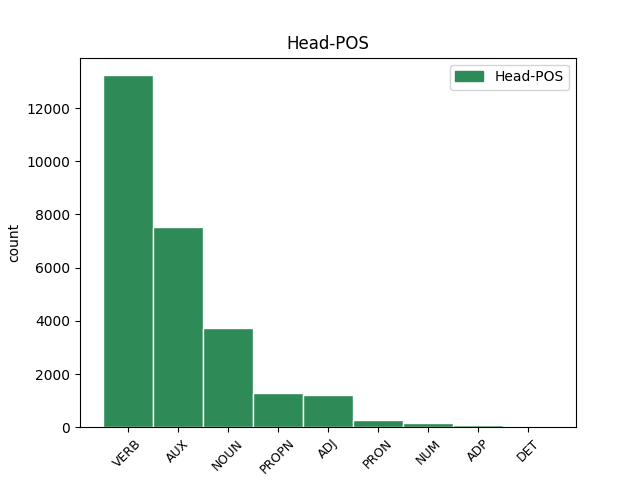 Head-POS
Head-POS
count
12000
10000
8000
6000
4000
2000
0
VERB AUX NOUN PROPN ADJ PRON NUM ADP DET